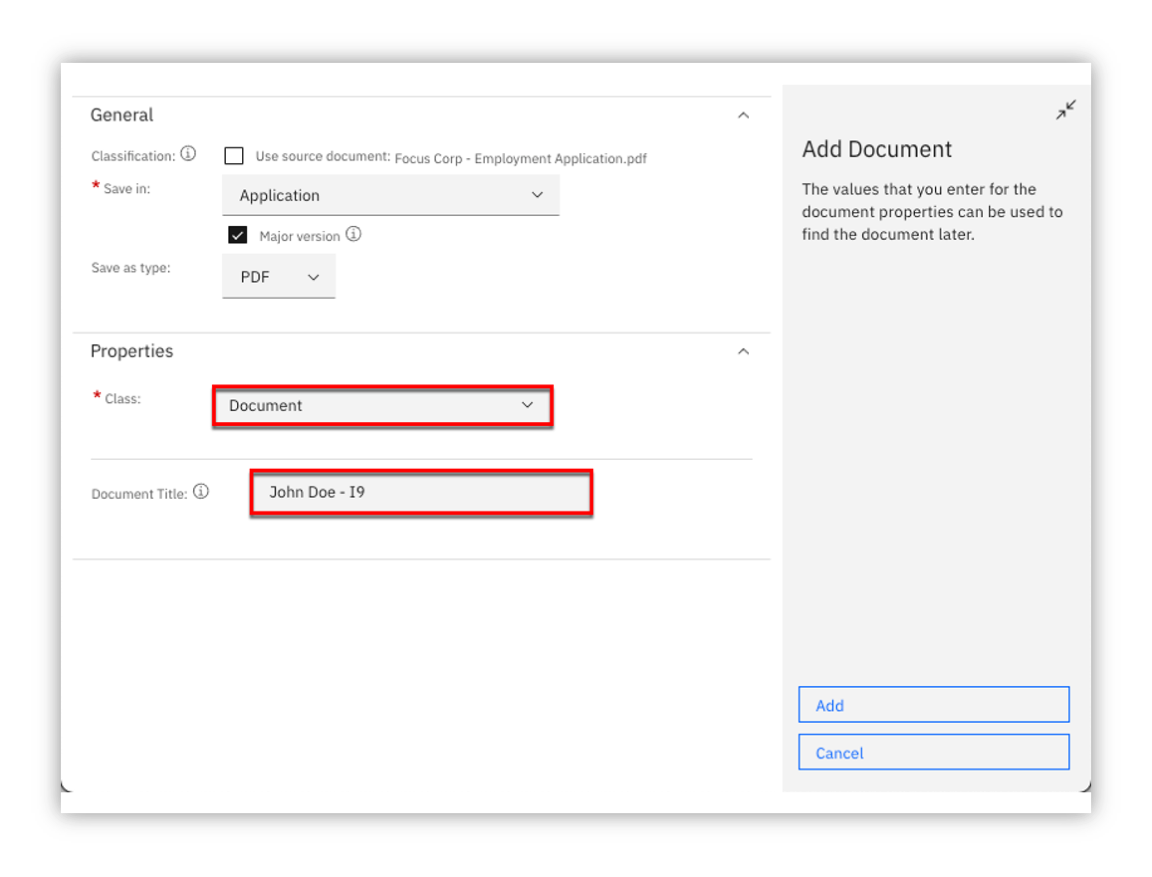 General
Classification: Use source document: Focus Corp - Employment Application.pdf
* Save in: Application
Major version
Save as type: PDF
Properties
* Class: Document
Document Title: John Doe - I9
Add Document
The values that you enter for the
document properties can be used to
find the document later.
Add
Cancel